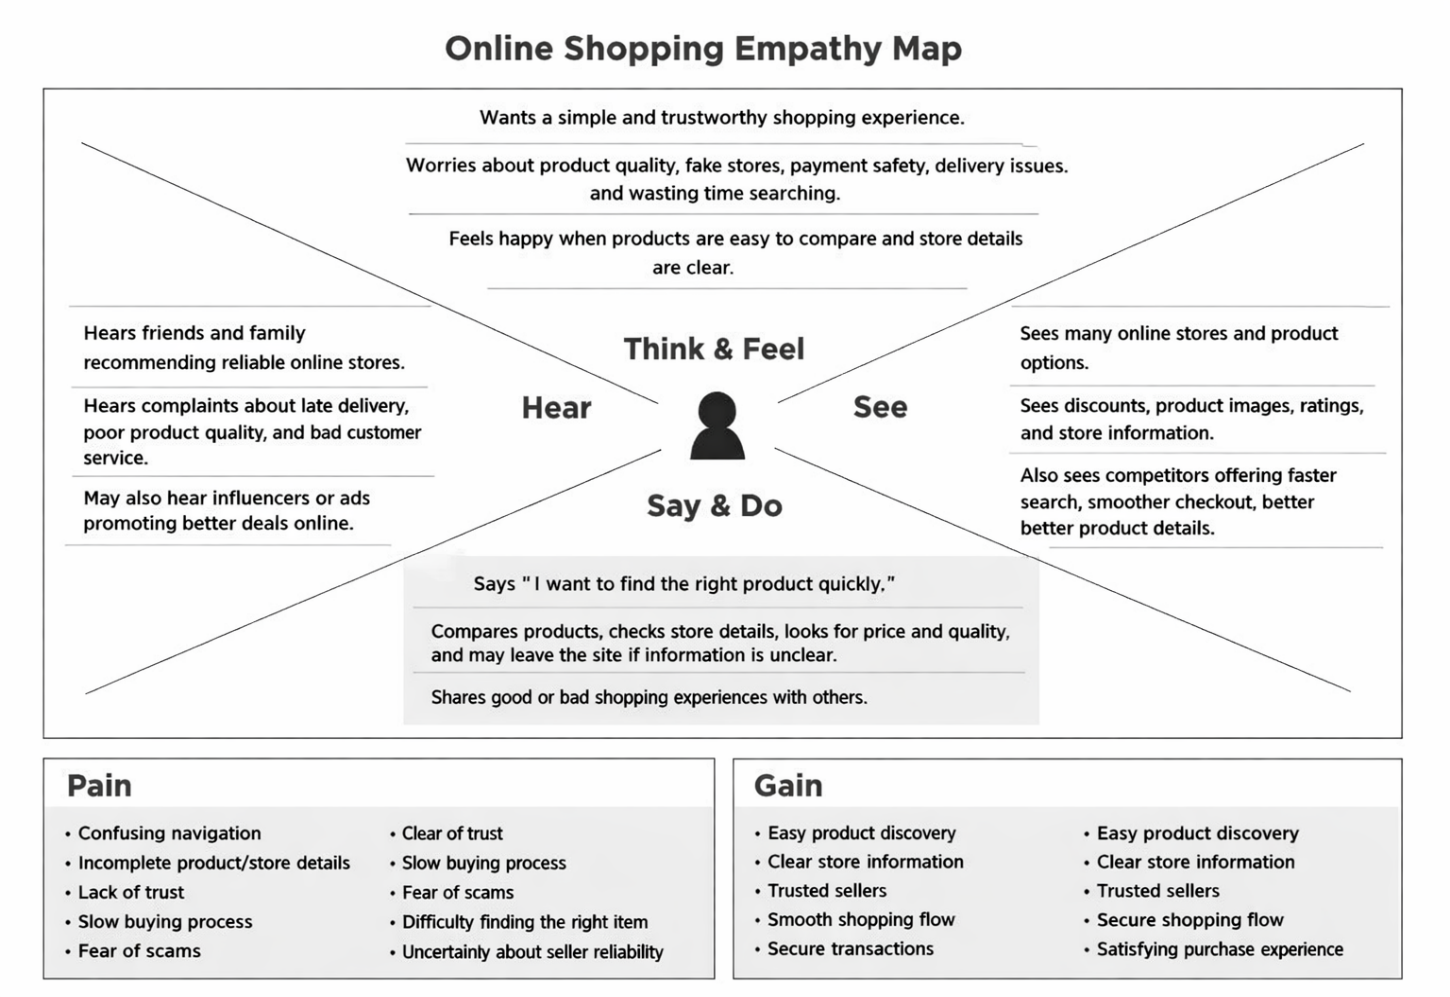 Online Shopping Empathy Map
Wants a simple and trustworthy shopping experience.
Worries about product quality, fake stores, payment safety, delivery issues.
and wasting time searching.
Feels happy when products are easy to compare and store details
are clear.
Think & Feel
Hear
Hears friends and family
recommending reliable online stores.
Hears complaints about late delivery,
poor product quality, and bad customer
service.
May also hear influencers or ads
promoting better deals online.
See
Sees many online stores and product
options.
Sees discounts, product images, ratings,
and store information.
Also sees competitors offering faster
search, smoother checkout, better
better product details.
Say & Do
Says "I want to find the right product quickly."
Compares products, checks store details, looks for price and quality,
and may leave the site if information is unclear.
Shares good or bad shopping experiences with others.
Pain
• Confusing navigation
• Incomplete product/store details
• Lack of trust
• Slow buying process
• Fear of scams
• Clear of trust
• Slow buying process
• Fear of scams
• Difficulty finding the right item
• Uncertainly about seller reliability
Gain
• Easy product discovery
• Clear store information
• Trusted sellers
• Smooth shopping flow
• Secure transactions
• Easy product discovery
• Clear store information
• Trusted sellers
• Secure shopping flow
• Satisfying purchase experience